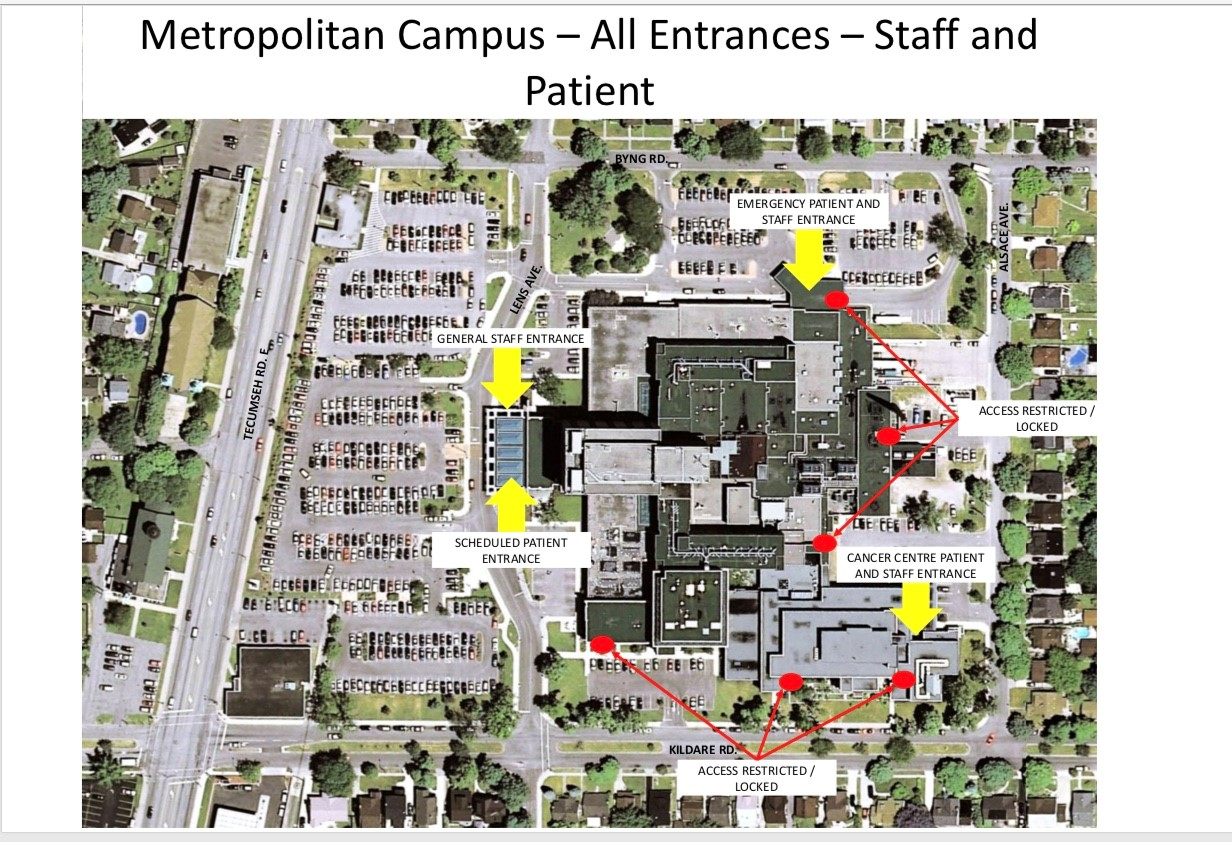 Metropolitan Campus – All Entrances – Staff and
Patient
BYNG RD.
EMERGENCY PATIENT AND
STAFF ENTRANCE
ALSACE AVE.
LENS AVE.
GENERAL STAFF ENTRANCE
TECUMSEH RD. E
ACCESS RESTRICTED /
LOCKED
SCHEDULED PATIENT
ENTRANCE
CANCER CENTRE PATIENT
AND STAFF ENTRANCE
KILDARE RD.
ACCESS RESTRICTED /
LOCKED